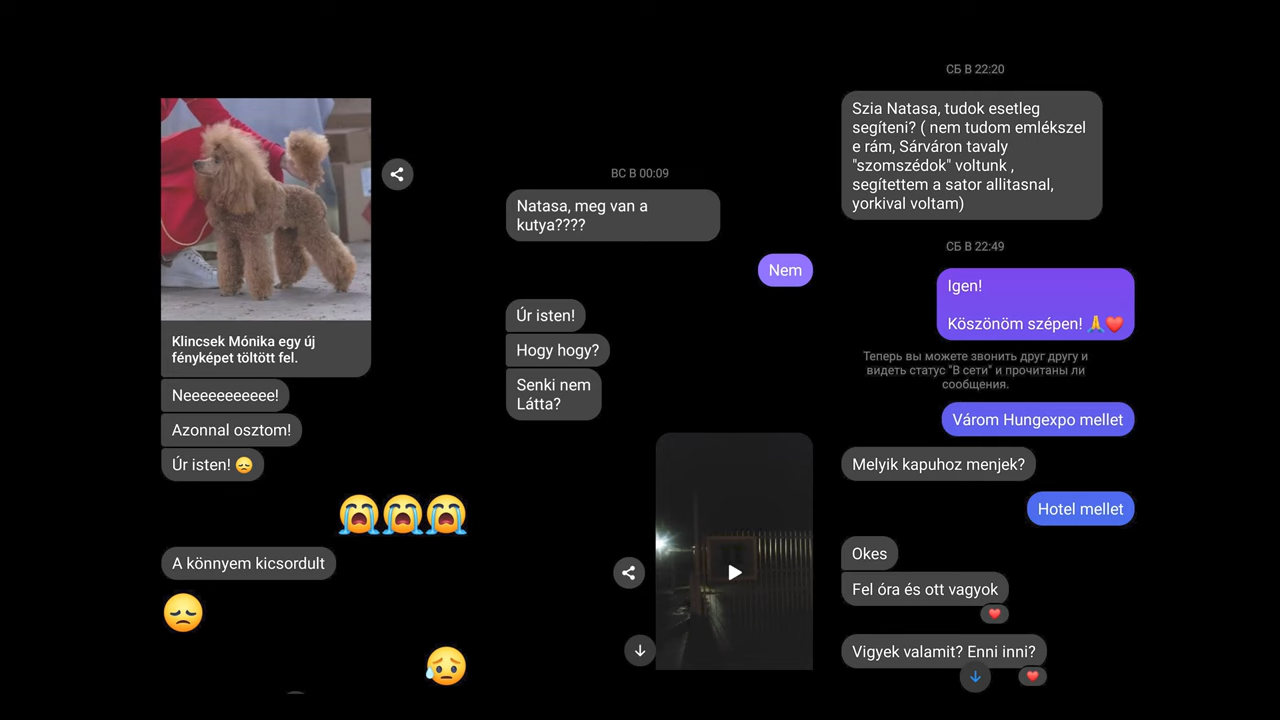 Klincsek Mónika egy új
fényképet töltött fel.
Neeeeeeeeeee!
Azonnal osztom!
Úr isten! 😞
😭😭😭
A könnyem kicsordult
😞
😥
ВС В 00:09
Natasa, meg van a
kutya????
Nem
Úr isten!
Hogy hogy?
Senki nem
Látta?
СБ В 22:20
Szia Natasa, tudok esetleg
segíteni? ( nem tudom emlékszel
e rám, Sárváron tavaly
"szomszédok" voltunk ,
segítettem a sator allitasnal,
yorkival voltam)
СБ В 22:49
Igen!
Köszönöm szépen! 🙏❤️
Теперь вы можете звонить друг другу и
видеть статус "В сети" и прочитаны ли
сообщения.
Várom Hungexpo mellet
Melyik kapuhoz menjek?
Hotel mellet
Okes
Fel óra és ott vagyok
❤️
Vigyek valamit? Enni inni?
❤️